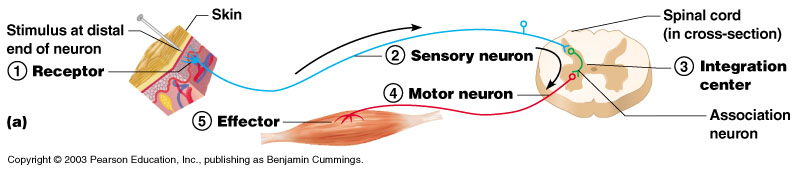 Skin
Stimulus at distal
end of neuron
1 Receptor
2 Sensory neuron
Spinal cord
(in cross-section)
3 Integration
center
4 Motor neuron
Association
neuron
5 Effector
(a)
Copyright © 2003 Pearson Education, Inc., publishing as Benjamin Cummings.